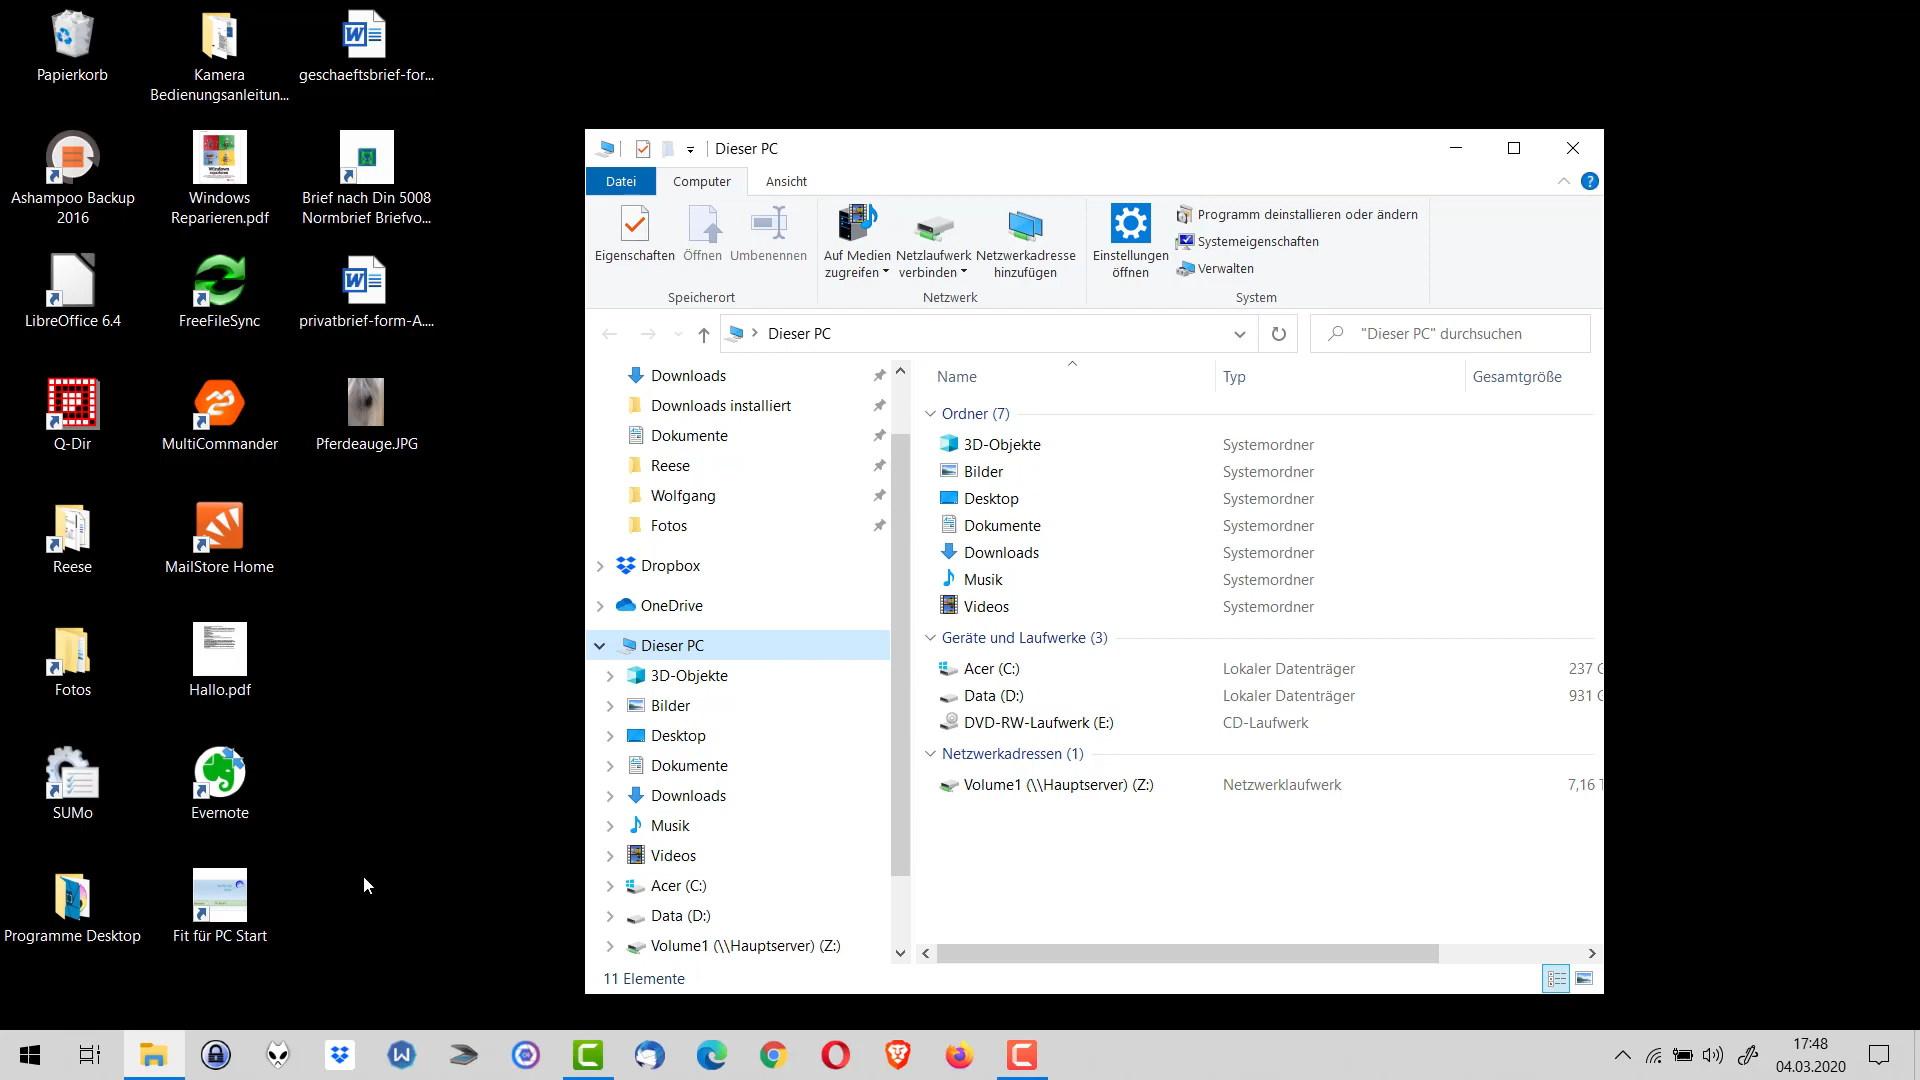 Papierkorb
Kamera
Bedienungsanleitun...
geschaeftsbrief-for...
Ashampoo Backup
2016
Windows
Reparieren.pdf
Brief nach Din 5008
Normbrief Briefvo...
LibreOffice 6.4
FreeFileSync
privatbrief-form-A....
Q-Dir
MultiCommander
Pferdeauge.JPG
Reese
MailStore Home
Fotos
Hallo.pdf
SUMo
Evernote
Programme Desktop
Fit für PC Start
Dieser PC
Datei
Computer
Ansicht
Eigenschaften
Öffnen
Umbenennen
Speicherort
Auf Medien
zugreifen
Netzlaufwerk
verbinden
Netzwerkadresse
hinzufügen
Netzwerk
Einstellungen
öffnen
Programm deinstallieren oder ändern
Systemeigenschaften
Verwalten
System
Dieser PC
"Dieser PC" durchsuchen
Downloads
Downloads installiert
Dokumente
Reese
Wolfgang
Fotos
Dropbox
OneDrive
Dieser PC
3D-Objekte
Bilder
Desktop
Dokumente
Downloads
Musik
Videos
Acer (C:)
Data (D:)
Volume1 (\\Hauptserver) (Z:)
Name Typ Gesamtgröße
Ordner (7)
3D-Objekte Systemordner
Bilder Systemordner
Desktop Systemordner
Dokumente Systemordner
Downloads Systemordner
Musik Systemordner
Videos Systemordner
Geräte und Laufwerke (3)
Acer (C:) Lokaler Datenträger 237
Data (D:) Lokaler Datenträger 931
DVD-RW-Laufwerk (E:) CD-Laufwerk
Netzwerkadressen (1)
Volume1 (\\Hauptserver) (Z:) Netzwerklaufwerk 7,16
11 Elemente
17:48
04.03.2020